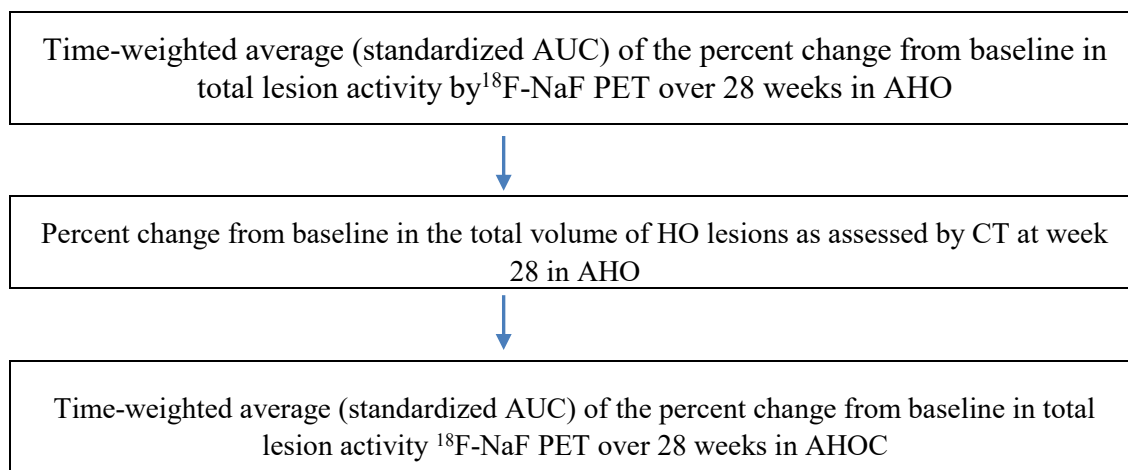 Time-weighted average (standardized AUC) of the percent change from baseline in
total lesion activity by¹⁸F-NaF PET over 28 weeks in AHO
Percent change from baseline in the total volume of HO lesions as assessed by CT at week
28 in AHO
Time-weighted average (standardized AUC) of the percent change from baseline in total
lesion activity ¹⁸F-NaF PET over 28 weeks in AHOC